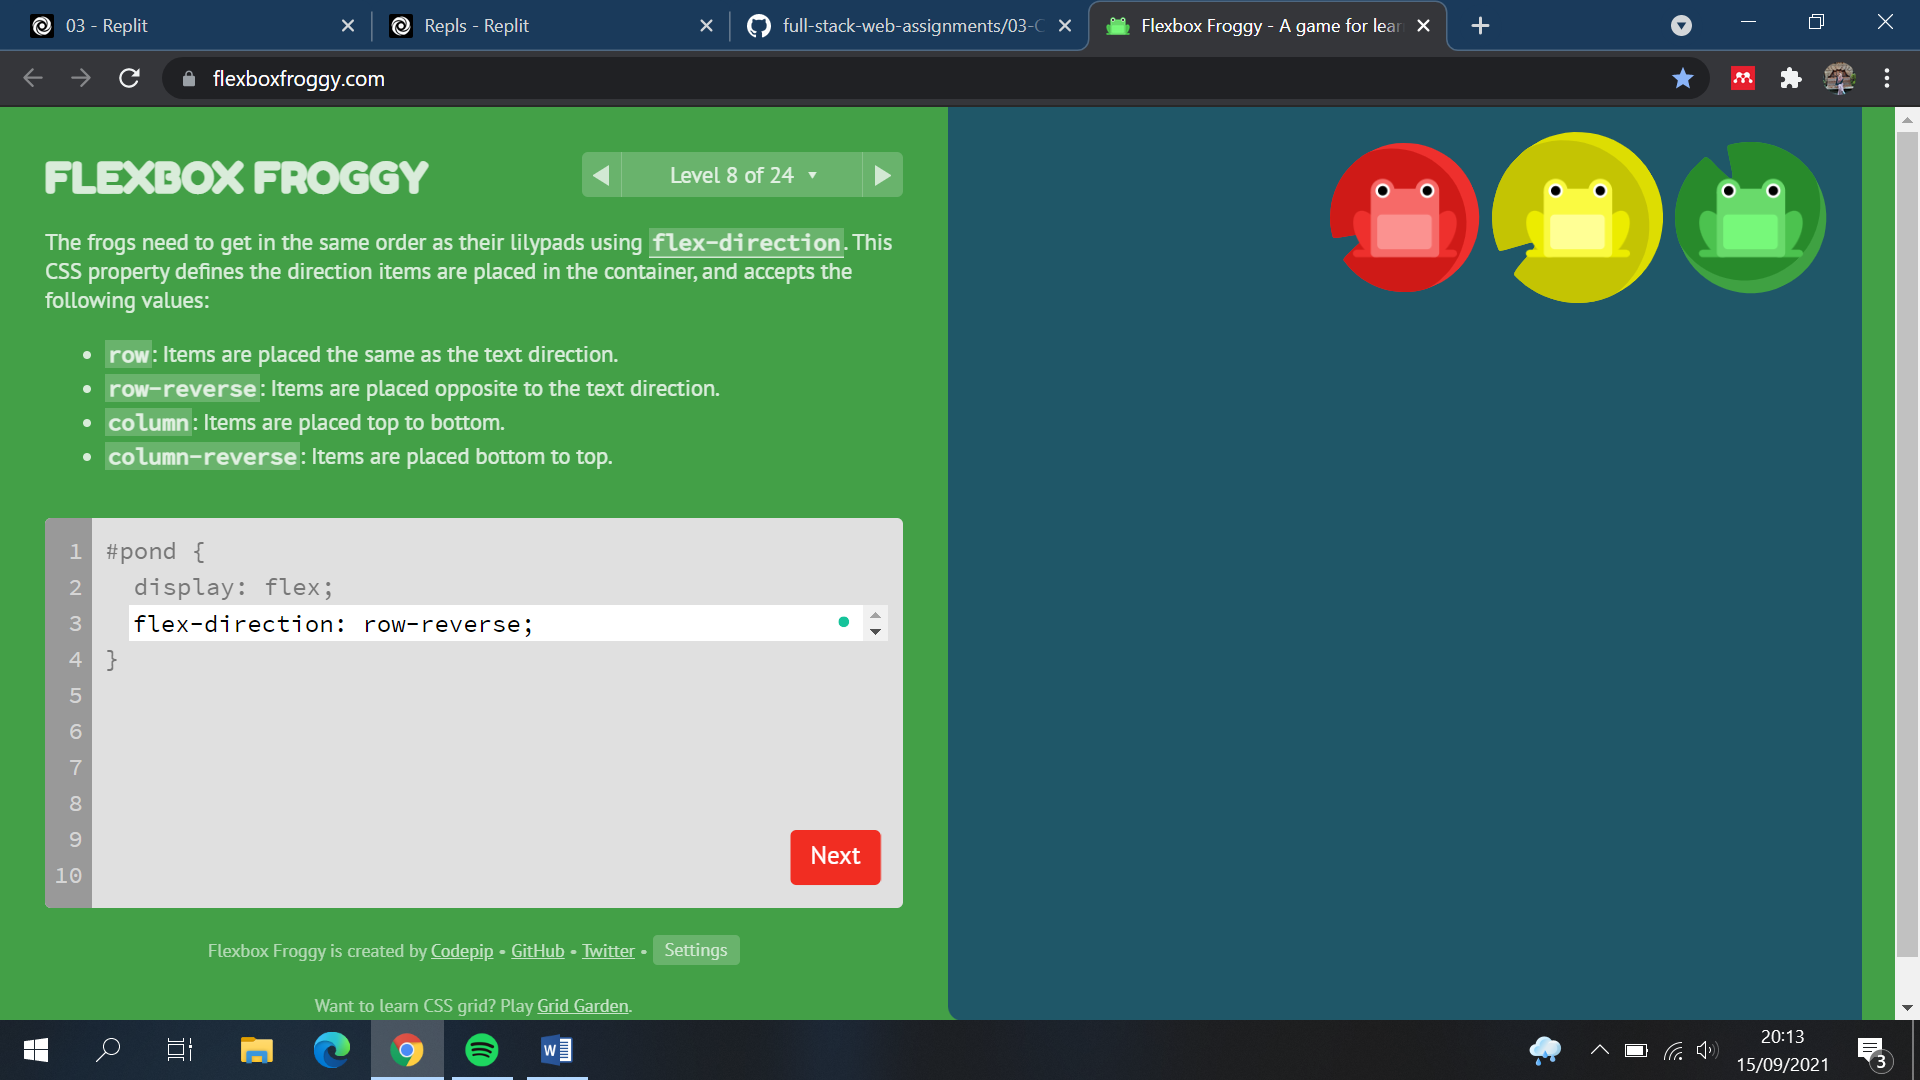 03 - Replit
Repls - Replit
full-stack-web-assignments/03-C
Flexbox Froggy - A game for lear
flexboxfroggy.com
FLEXBOX FROGGY
Level 8 of 24
The frogs need to get in the same order as their lilypads using flex-direction. This
CSS property defines the direction items are placed in the container, and accepts the
following values:
row: Items are placed the same as the text direction.
row-reverse: Items are placed opposite to the text direction.
column: Items are placed top to bottom.
column-reverse: Items are placed bottom to top.
1 #pond {
2 display: flex;
3 flex-direction: row-reverse;
4 }
5
6
7
8
9
10
Next
Flexbox Froggy is created by Codepip • GitHub • Twitter • Settings
Want to learn CSS grid? Play Grid Garden.
20:13
15/09/2021
3